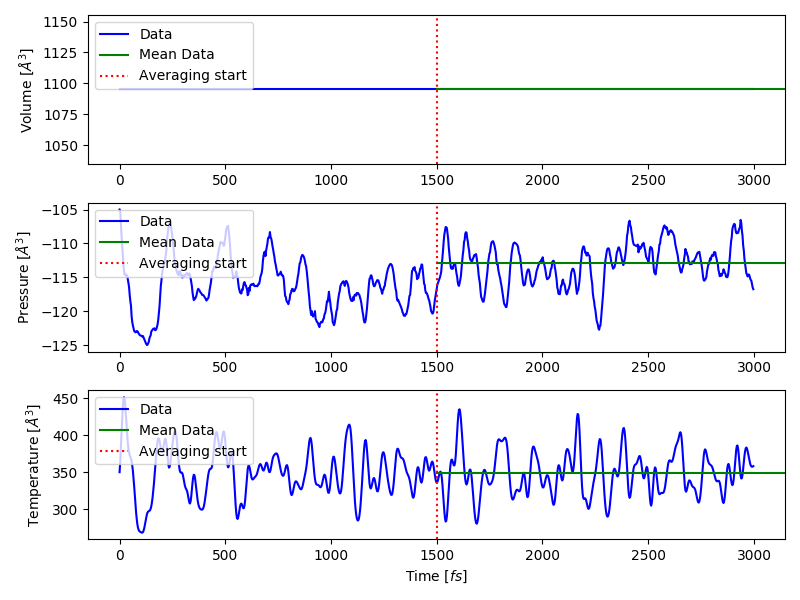 1150
1125
1100
1075
1050
Volume [Å³]
Data
Mean Data
Averaging start
0 500 1000 1500 2000 2500 3000
−105
−110
−115
−120
−125
Pressure [Å³]
Data
Mean Data
Averaging start
0 500 1000 1500 2000 2500 3000
450
400
350
300
Temperature [Å³]
Data
Mean Data
Averaging start
0 500 1000 1500 2000 2500 3000
Time [fs]